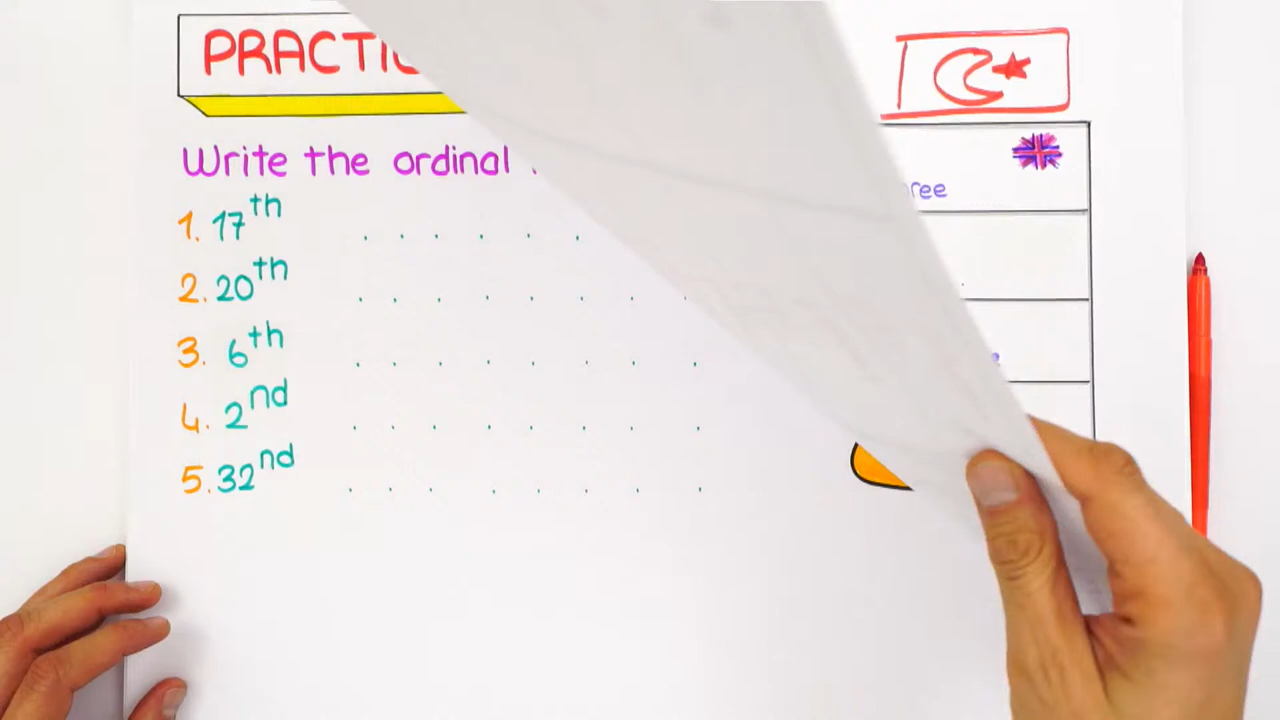 PRACTIC
Write the ordinal
ree
1. 17th
2. 20th
3. 6th
4. 2nd
5. 32nd